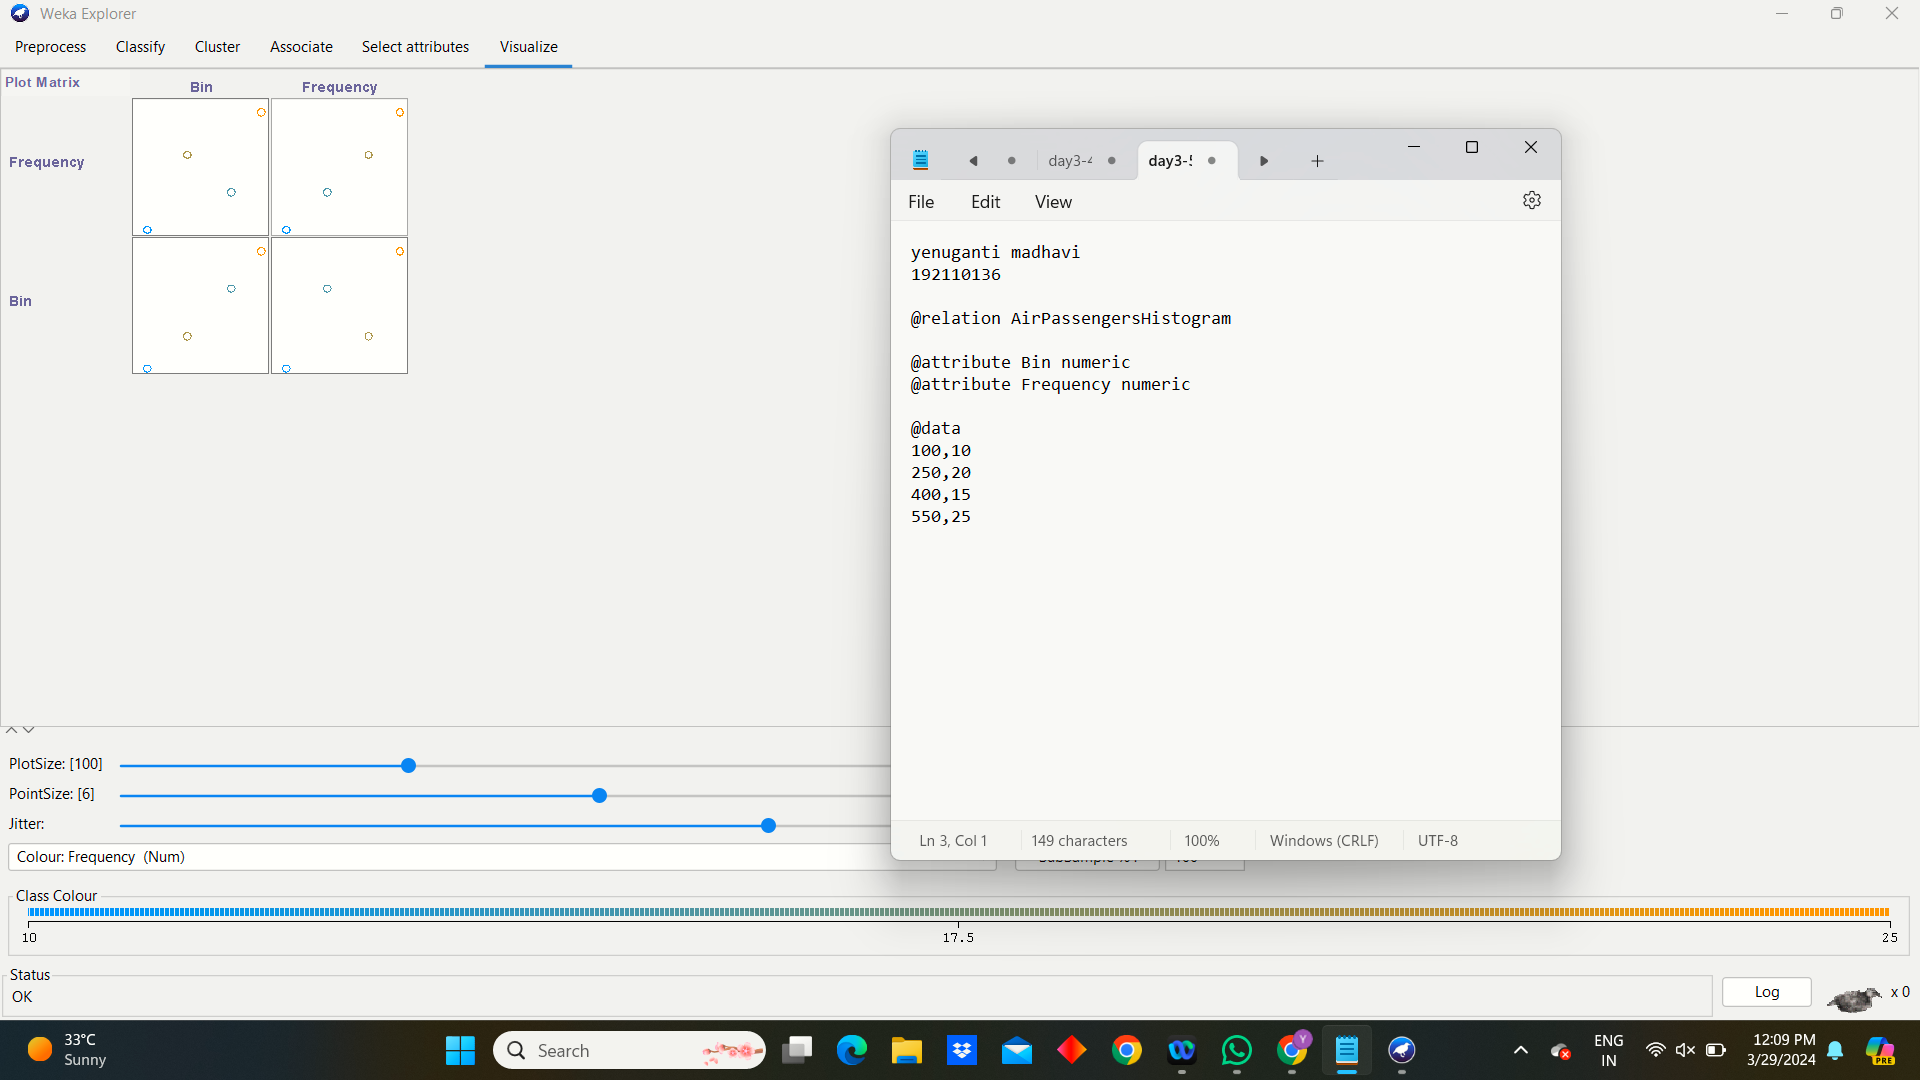 Weka Explorer
Preprocess Classify Cluster Associate Select attributes Visualize
Plot Matrix
Bin Frequency
Frequency
Bin
day3-4 day3-5
File Edit View
yenuganti madhavi
192110136
@relation AirPassengersHistogram
@attribute Bin numeric
@attribute Frequency numeric
@data
100,10
250,20
400,15
550,25
Ln 3, Col 1 149 characters 100% Windows (CRLF) UTF-8
PlotSize: [100]
PointSize: [6]
Jitter:
Colour: Frequency (Num)
Class Colour
10 17.5 25
Status
OK
Log x 0
33°C
Sunny
Search
Y
ENG
IN
12:09 PM
3/29/2024
PRE